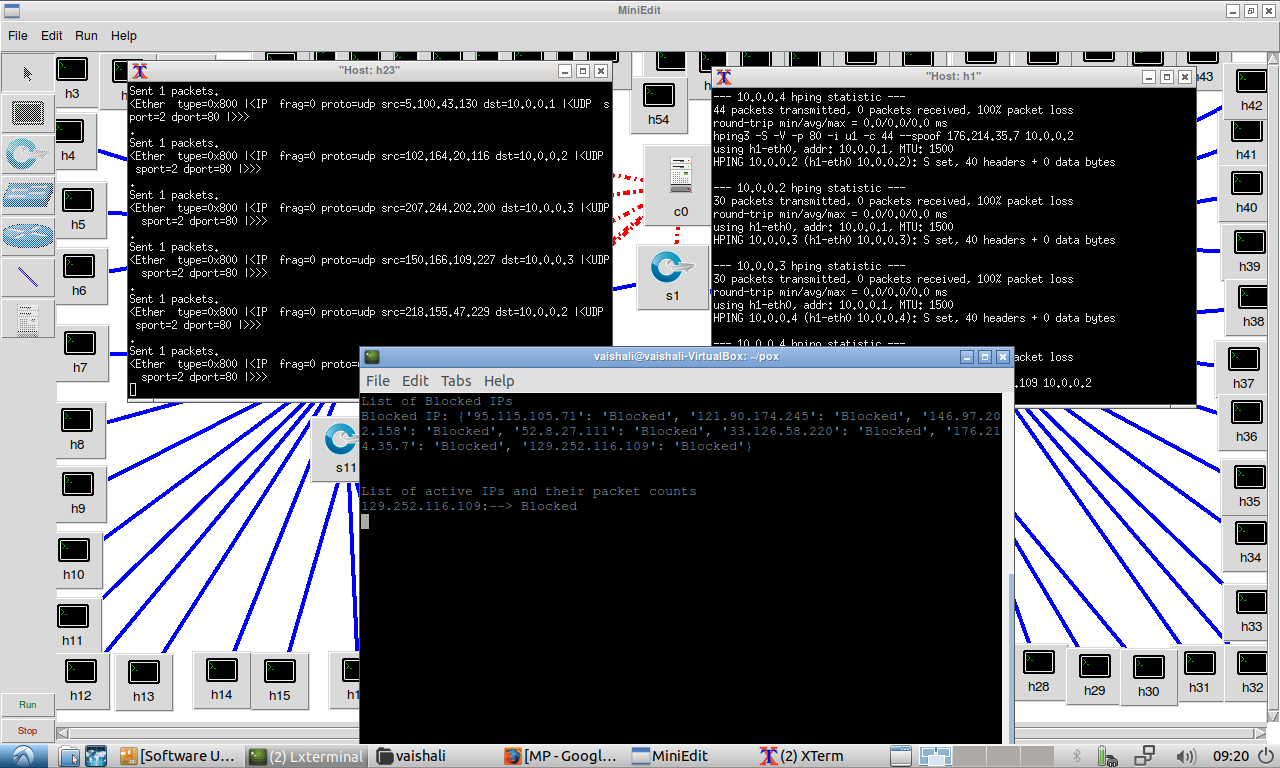 MiniEdit
File Edit Run Help
h3
h4
h5
h6
h7
h8
h9
h10
h11
h12
h13
h14
h15
"Host: h23"
Sent 1 packets.
<Ether  type=0x800 |<IP  frag=0 proto=udp src=5.100.43.130 dst=10.0.0.1 |<UDP  s
port=2 dport=80 |>>>
.
Sent 1 packets.
<Ether  type=0x800 |<IP  frag=0 proto=udp src=102.164.20.116 dst=10.0.0.2 |<UDP
 sport=2 dport=80 |>>>
.
Sent 1 packets.
<Ether  type=0x800 |<IP  frag=0 proto=udp src=207.244.202.200 dst=10.0.0.3 |<UDP
  sport=2 dport=80 |>>>
.
Sent 1 packets.
<Ether  type=0x800 |<IP  frag=0 proto=udp src=150.166.109.227 dst=10.0.0.3 |<UDP
  sport=2 dport=80 |>>>
.
Sent 1 packets.
<Ether  type=0x800 |<IP  frag=0 proto=udp src=218.155.47.229 dst=10.0.0.2 |<UDP
 sport=2 dport=80 |>>>
.
Sent 1 packets.
<Ether  type=0x800 |<IP  frag=0 proto=
  sport=2 dport=80 |>>>
h54
c0
s1
s11
"Host: h1"
--- 10.0.0.4 hping statistic ---
44 packets transmitted, 0 packets received, 100% packet loss
round-trip min/avg/max = 0.0/0.0/0.0 ms
hping3 -S -V -p 80 -i u1 -c 44 --spoof 176.214.35.7 10.0.0.2
using h1-eth0, addr: 10.0.0.1, MTU: 1500
HPING 10.0.0.2 (h1-eth0 10.0.0.2): S set, 40 headers + 0 data bytes
--- 10.0.0.2 hping statistic ---
30 packets transmitted, 0 packets received, 100% packet loss
round-trip min/avg/max = 0.0/0.0/0.0 ms
using h1-eth0, addr: 10.0.0.1, MTU: 1500
HPING 10.0.0.3 (h1-eth0 10.0.0.3): S set, 40 headers + 0 data bytes
--- 10.0.0.3 hping statistic ---
30 packets transmitted, 0 packets received, 100% packet loss
round-trip min/avg/max = 0.0/0.0/0.0 ms
using h1-eth0, addr: 10.0.0.1, MTU: 1500
HPING 10.0.0.4 (h1-eth0 10.0.0.4): S set, 40 headers + 0 data bytes
--- 10.0.0.4 hping statistic ---
et loss
.109 10.0.0.2
vaishali@vaishali-VirtualBox: ~/pox
File Edit Tabs Help
List of Blocked IPs
Blocked IP: {'95.115.105.71': 'Blocked', '121.90.174.245': 'Blocked', '146.97.20
2.158': 'Blocked', '52.8.27.111': 'Blocked', '33.126.58.220': 'Blocked', '176.21
4.35.7': 'Blocked', '129.252.116.109': 'Blocked'}
List of active IPs and their packet counts
129.252.116.109:--> Blocked
h43
h42
h41
h40
h39
h38
h37
h36
h35
h34
h33
h28
h29
h30
h31
h32
Run
Stop
[Software U... (2) Lxterminal vaishali [MP - Googl... MiniEdit (2) XTerm 09:20